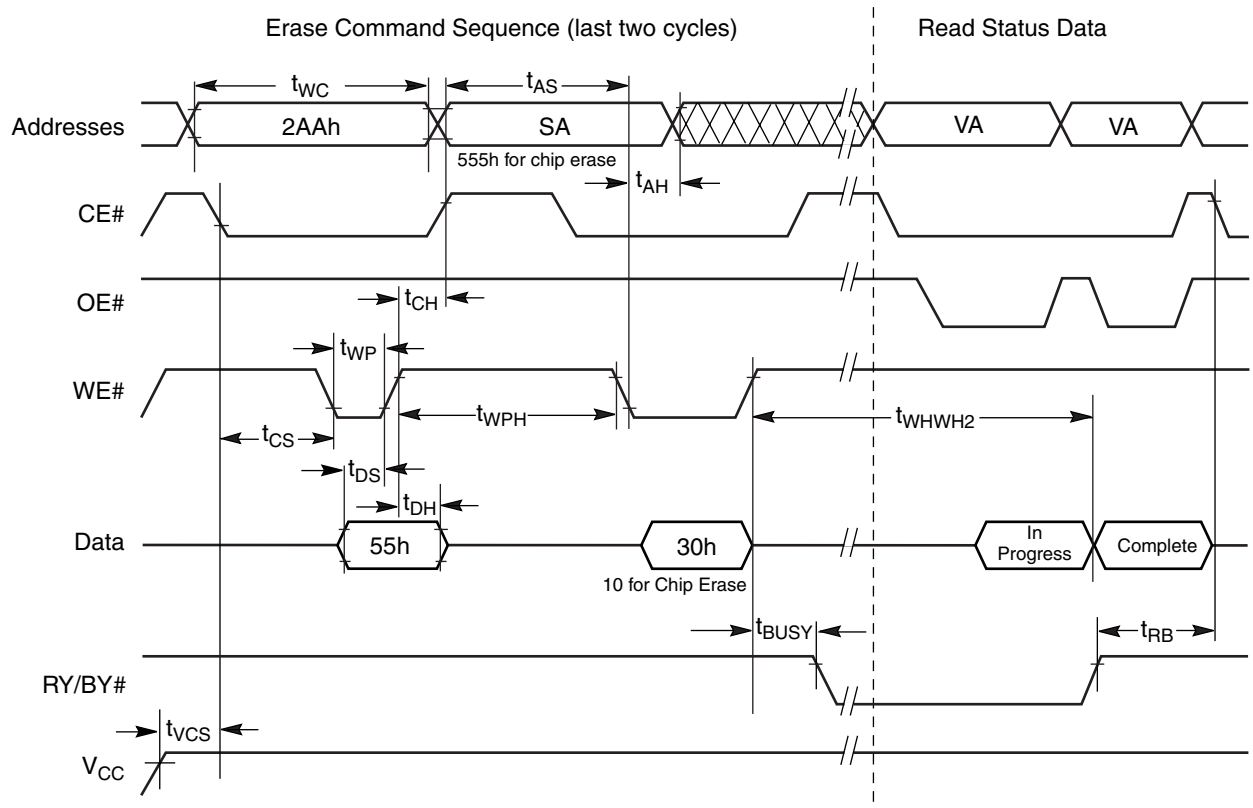 Erase Command Sequence (last two cycles)
Read Status Data
tWC
tAS
Addresses
2AAh
SA
VA
VA
555h for chip erase
tAH
CE#
OE#
tCH
tWP
WE#
tWPH
tWHWH2
tCS
tDS
tDH
Data
55h
30h
In
Progress
Complete
10 for Chip Erase
tBUSY
tRB
RY/BY#
tVCS
VCC